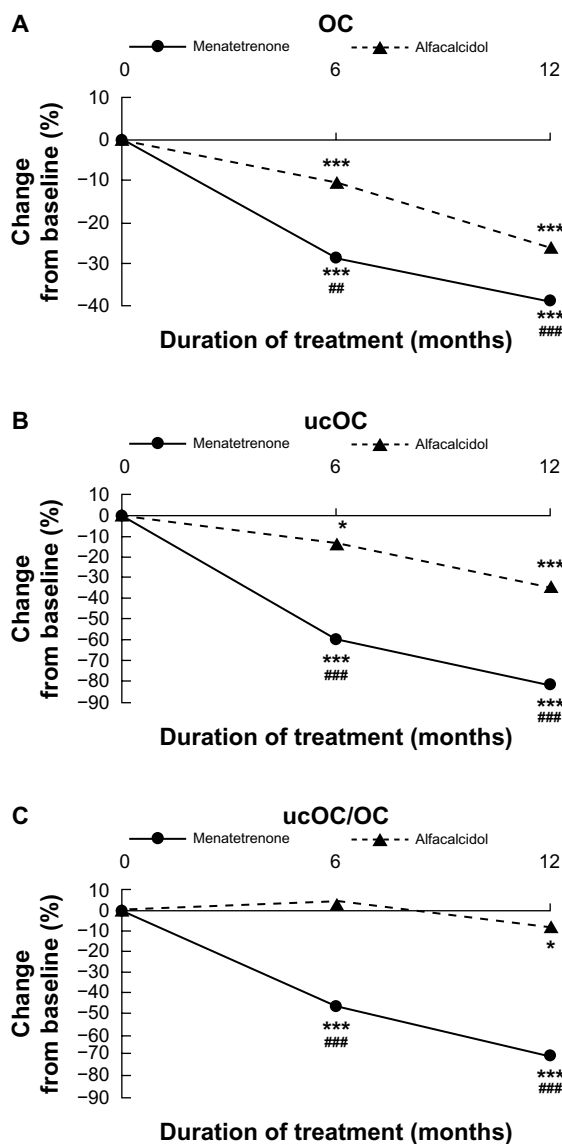 A
OC
Menatetrenone
Alfacalcidol
0
6
12
10
0
−10
−20
−30
−40
Change
from baseline (%)
***
***
***
##
***
###
Duration of treatment (months)
B
ucOC
Menatetrenone
Alfacalcidol
0
6
12
10
0
−10
−20
−30
−40
−50
−60
−70
−80
−90
Change
from baseline (%)
*
***
***
###
***
###
Duration of treatment (months)
C
ucOC/OC
Menatetrenone
Alfacalcidol
0
6
12
10
0
−10
−20
−30
−40
−50
−60
−70
−80
−90
Change
from baseline (%)
*
***
###
***
###
Duration of treatment (months)